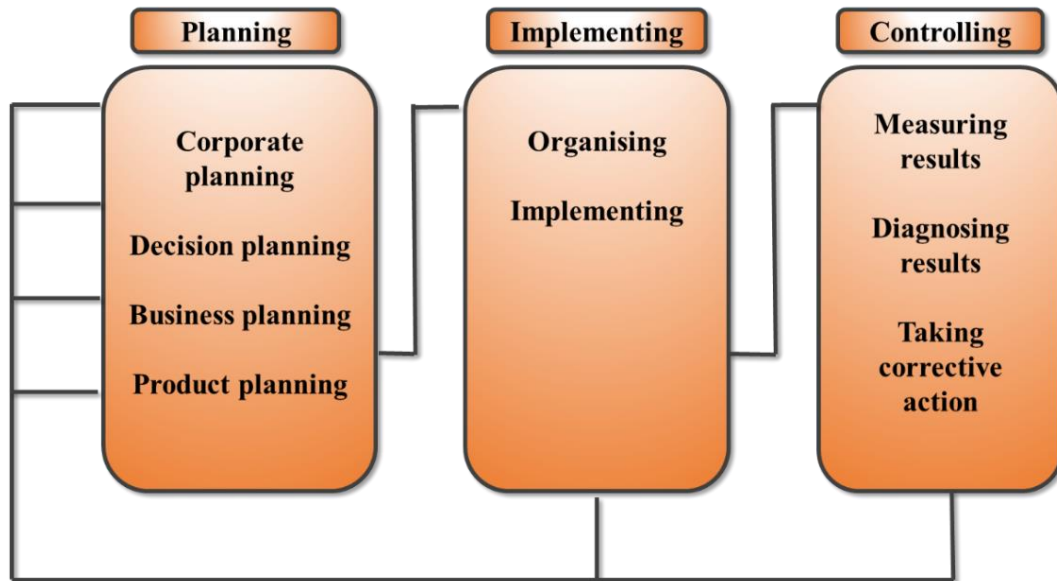 Planning
Corporate
planning
Decision planning
Business planning
Product planning
Implementing
Organising
Implementing
Controlling
Measuring
results
Diagnosing
results
Taking
corrective
action